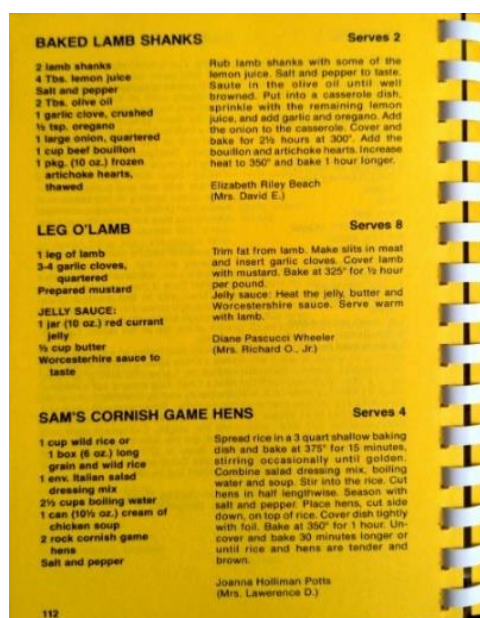 BAKED LAMB SHANKS Serves 2
2 lamb shanks
4 Tbs. lemon juice
Salt and pepper
2 Tbs. olive oil
1 garlic clove, crushed
½ tsp. oregano
1 large onion, quartered
1 cup beef bouillon
1 pkg. (10 oz.) frozen
artichoke hearts,
thawed
Rub lamb shanks with some of the
lemon juice. Salt and pepper to taste.
Saute in the olive oil until well
browned. Put into a casserole dish,
sprinkle with the remaining lemon
juice, and add garlic and oregano. Add
the onion to the casserole. Cover and
bake for 2½ hours at 300°. Add the
bouillon and artichoke hearts. Increase
heat to 350° and bake 1 hour longer.
Elizabeth Riley Beach
(Mrs. David E.)
LEG O'LAMB Serves 8
1 leg of lamb
3-4 garlic cloves,
quartered
Prepared mustard
JELLY SAUCE:
1 jar (10 oz.) red currant
jelly
½ cup butter
Worcesterhire sauce to
taste
Trim fat from lamb. Make slits in meat
and insert garlic cloves. Cover lamb
with mustard. Bake at 325° for ½ hour
per pound.
Jelly sauce: Heat the jelly, butter and
Worcestershire sauce. Serve warm
with lamb.
Diane Pascucci Wheeler
(Mrs. Richard O., Jr.)
SAM'S CORNISH GAME HENS Serves 4
1 cup wild rice or
1 box (6 oz.) long
grain and wild rice
1 env. Italian salad
dressing mix
2½ cups boiling water
1 can (10½ oz.) cream of
chicken soup
2 rock cornish game
hens
Salt and pepper
Spread rice in a 3 quart shallow baking
dish and bake at 375° for 15 minutes,
stirring occasionally until golden.
Combine salad dressing mix, boiling
water and soup. Stir into the rice. Cut
hens in half lengthwise. Season with
salt and pepper. Place hens, cut side
down, on top of rice. Cover dish tightly
with foil. Bake at 350° for 1 hour. Un-
cover and bake 30 minutes longer or
until rice and hens are tender and
brown.
Joanna Holliman Potts
(Mrs. Lawerence D.)
112